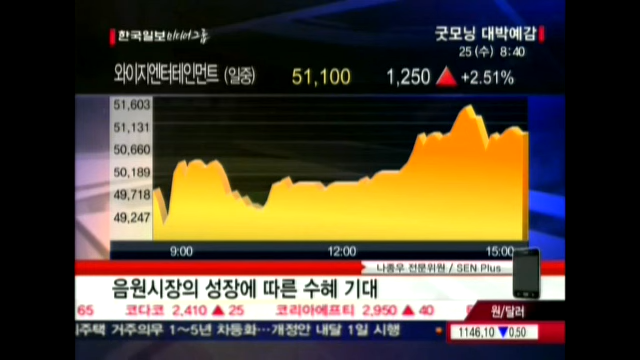 한국일보 미디어그룹
굿모닝 대박예감
25 (수) 8:40
와이지엔터테인먼트 (일중) 51,100 1,250 ▲ +2.51%
51,603
51,131
50,660
50,189
49,718
49,247
9:00 12:00 15:00
나종우 전문위원 / SEN Plus
음원시장의 성장에 따른 수혜 기대
65 코다코 2,410 ▲ 25 코리아에프티 2,950 ▲ 40
원/달러
주택 거주의무 1~5년 차등화…개정안 내달 1일 시행
1146,10 ▼0,50